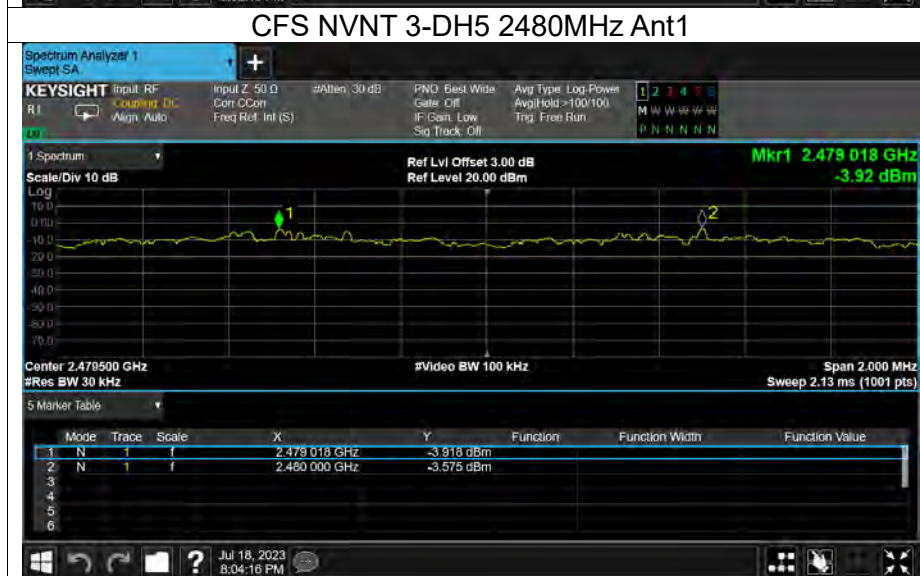 CFS NVNT 3-DH5 2480MHz Ant1
Spectrum Analyzer 1
Swept SA
+
KEYSIGHT Input: RF Input Z: 50 Ω #Atten: 30 dB PNO: Best Wide Avg Type: Log-Power 1 2 3 4 5 6
Coupling: DC Corr CCorr Gate: Off Avg|Hold:>100/100 M W W W W W
Align: Auto Freq Ref: Int (S) IF Gain: Low Trig: Free Run
Sig Track: Off P N N N N N
1 Spectrum Ref Lvl Offset 3.00 dB Mkr1 2.479 018 GHz
Scale/Div 10 dB Ref Level 20.00 dBm -3.92 dBm
Log
10.0
0.00
-10.0
-20.0
-30.0
-40.0
-50.0
-60.0
-70.0
1
2
Center 2.479500 GHz #Video BW 100 kHz Span 2.000 MHz
#Res BW 30 kHz Sweep 2.13 ms (1001 pts)
5 Marker Table
Mode Trace Scale X Y Function Function Width Function Value
1 N 1 f 2.479 018 GHz -3.918 dBm
2 N 1 f 2.480 000 GHz -3.575 dBm
3
4
5
6
? Jul 18, 2023
8:04:16 PM